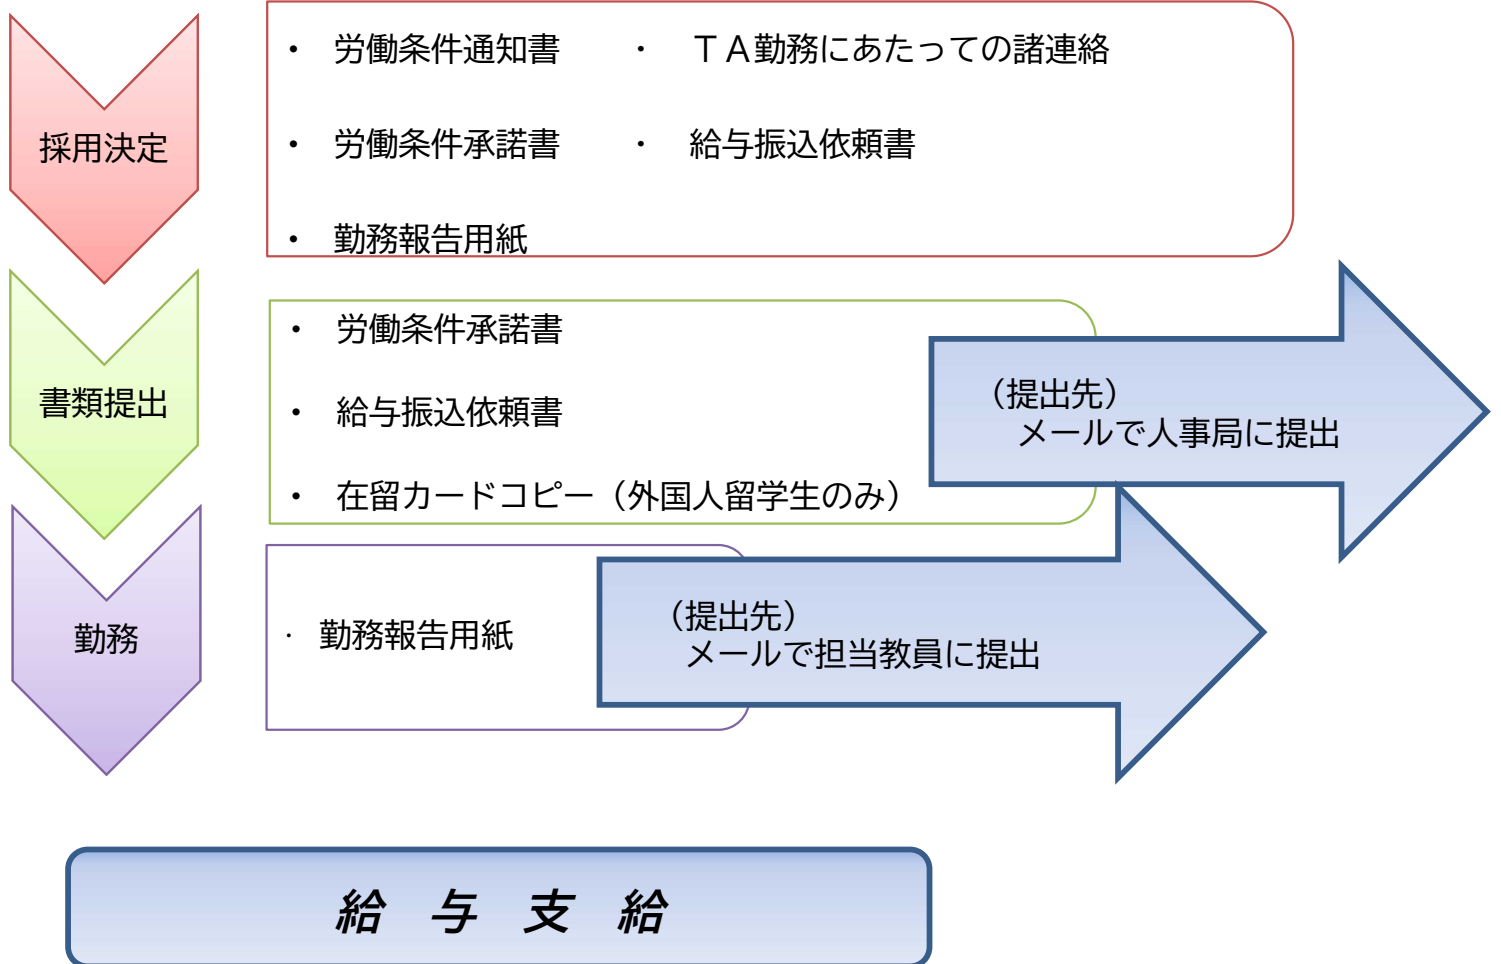 採用決定
・ 労働条件通知書 ・ ＴＡ勤務にあたっての諸連絡
・ 労働条件承諾書 ・ 給与振込依頼書
・ 勤務報告用紙
書類提出
・ 労働条件承諾書
・ 給与振込依頼書
・ 在留カードコピー（外国人留学生のみ）
（提出先）
メールで人事局に提出
勤務
・ 勤務報告用紙
（提出先）
メールで担当教員に提出
給 与 支 給